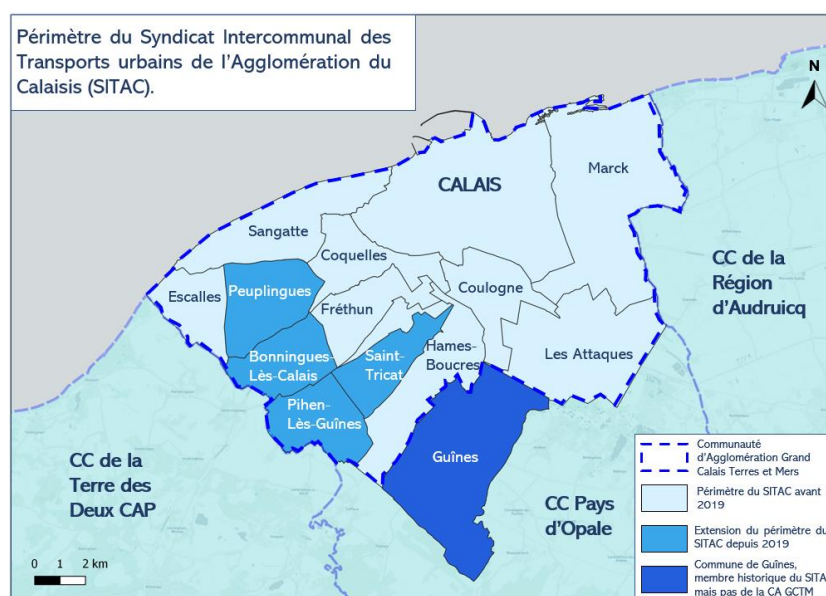 Périmètre du Syndicat Intercommunal des
Transports urbains de l'Agglomération du
Calaisis (SITAC).
N
CALAIS
Marck
Sangatte
Coquelles
Escalles
Peuplingues
Fréthun
Coulogne
CC de la
Région
d'Audruicq
Bonningues-
Lès-Calais
Saint-
Tricat
Hames-
Boucres
Les Attaques
Pihen-
Lès-Guînes
Guînes
CC de la
Terre des
Deux CAP
CC Pays
d'Opale
0 1 2 km
Communauté
d'Agglomération Grand
Calais Terres et Mers
Périmètre du SITAC avant
2019
Extension du périmètre du
SITAC depuis 2019
Commune de Guînes,
membre historique du SITA
mais pas de la CA GCTM